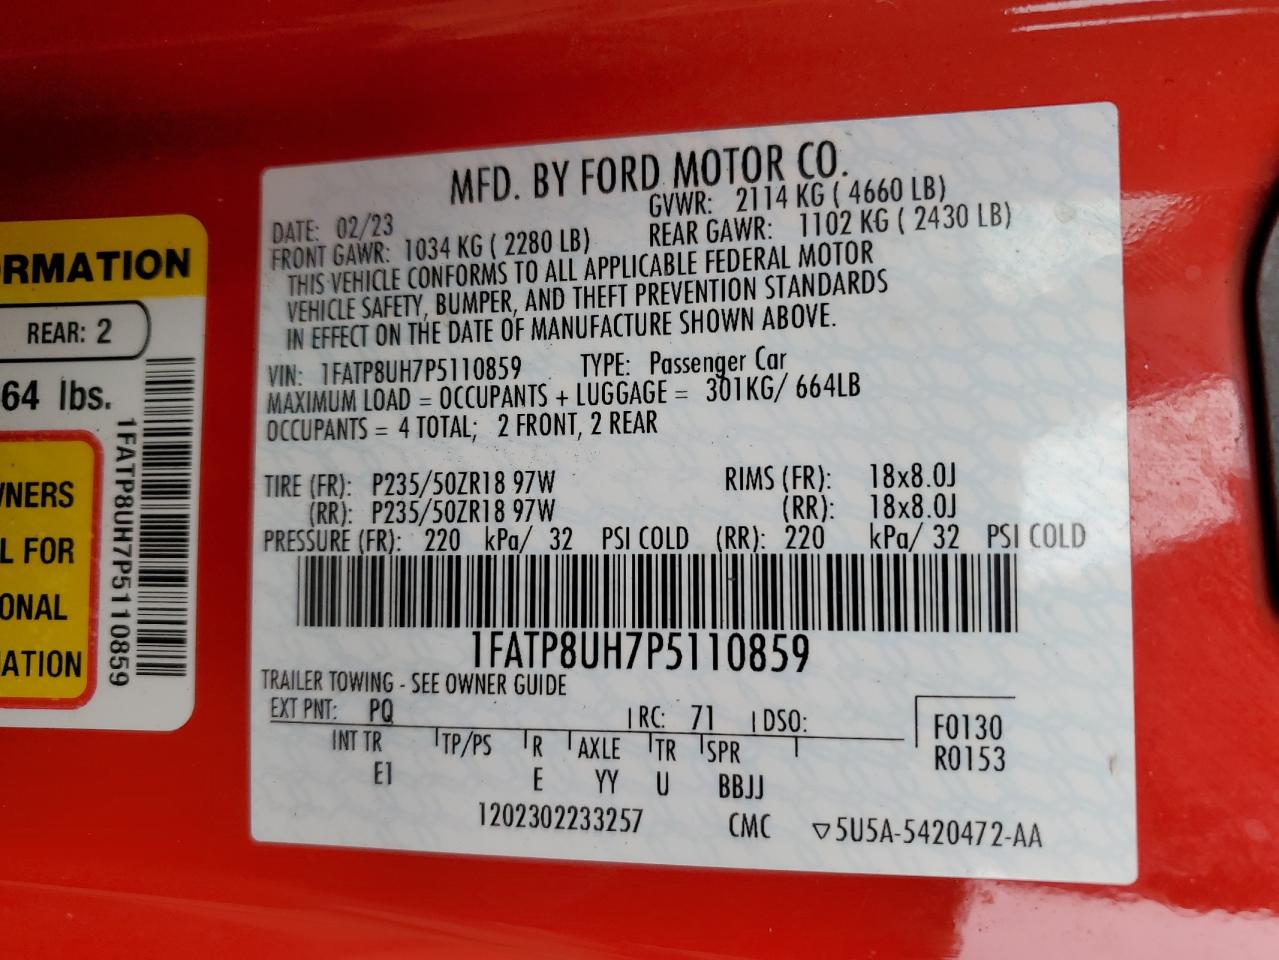 MFD. BY FORD MOTOR CO.
DATE: 02/23 GVWR: 2114 KG ( 4660 LB)
FRONT GAWR: 1034 KG ( 2280 LB) REAR GAWR: 1102 KG ( 2430 LB)
THIS VEHICLE CONFORMS TO ALL APPLICABLE FEDERAL MOTOR
VEHICLE SAFETY, BUMPER, AND THEFT PREVENTION STANDARDS
IN EFFECT ON THE DATE OF MANUFACTURE SHOWN ABOVE.
VIN: 1FATP8UH7P5110859 TYPE: Passenger Car
MAXIMUM LOAD = OCCUPANTS + LUGGAGE = 301KG/ 664LB
OCCUPANTS = 4 TOTAL; 2 FRONT, 2 REAR
TIRE (FR): P235/50ZR18 97W RIMS (FR): 18x8.0J
(RR): P235/50ZR18 97W (RR): 18x8.0J
PRESSURE (FR): 220 kPa/ 32 PSI COLD (RR): 220 kPa/ 32 PSI COLD
1FATP8UH7P5110859
TRAILER TOWING - SEE OWNER GUIDE
EXT PNT: PQ RC: 71 DSO: F0130
INT TR TP/PS R AXLE TR SPR R0153
E1 E YY U BBJJ
1202302233257 CMC ▽5U5A-5420472-AA
ORMATION
REAR: 2
64 lbs.
WNERS
L FOR
ONAL
MATION
1FATP8UH7P5110859